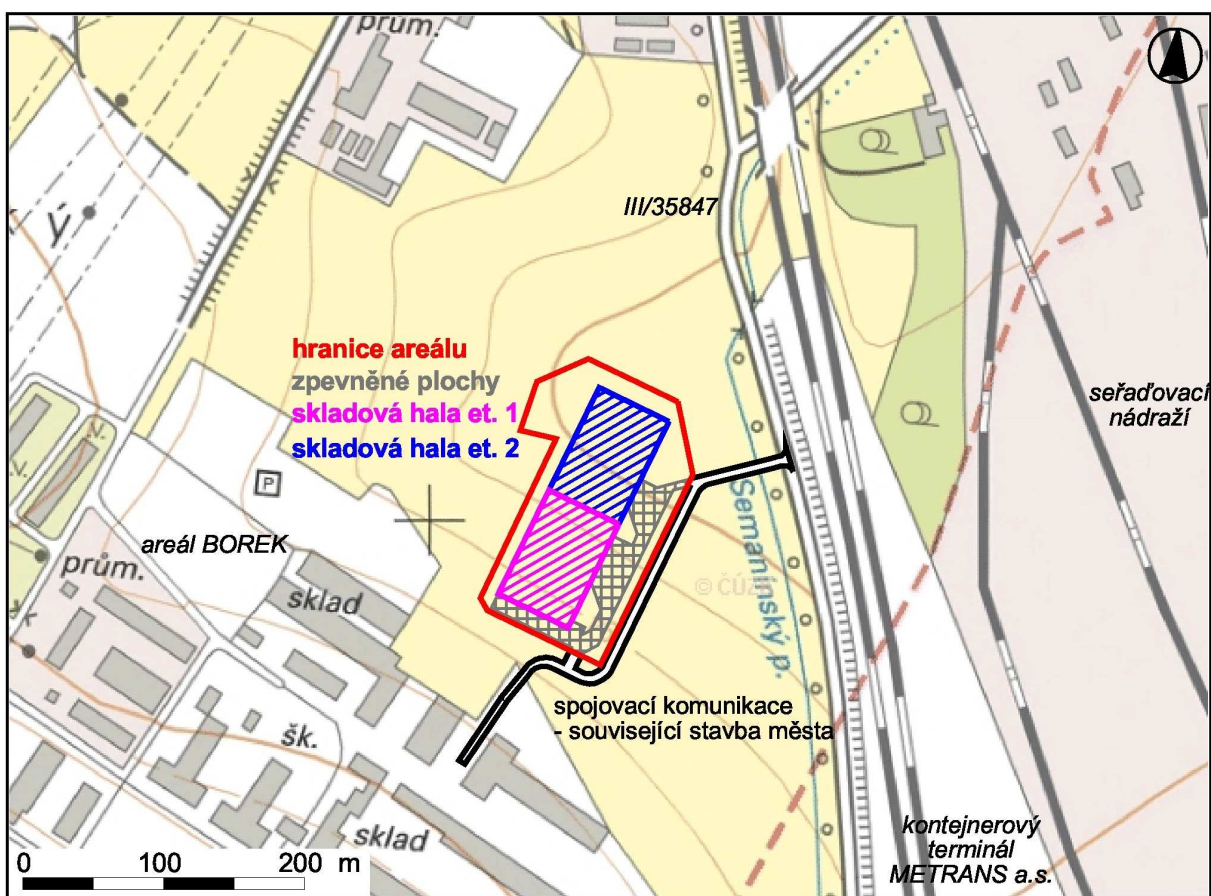 prům.
III/35847
ý
hranice areálu
zpevněné plochy
skladová hala et. 1
skladová hala et. 2
seřaďovací
nádraží
P
areál BOREK
prům.
sklad
Semanínský p.
© ČÚZK
spojovací komunikace
- související stavba města
šk.
sklad
kontejnerový
terminál
METRANS a.s.
0 100 200 m